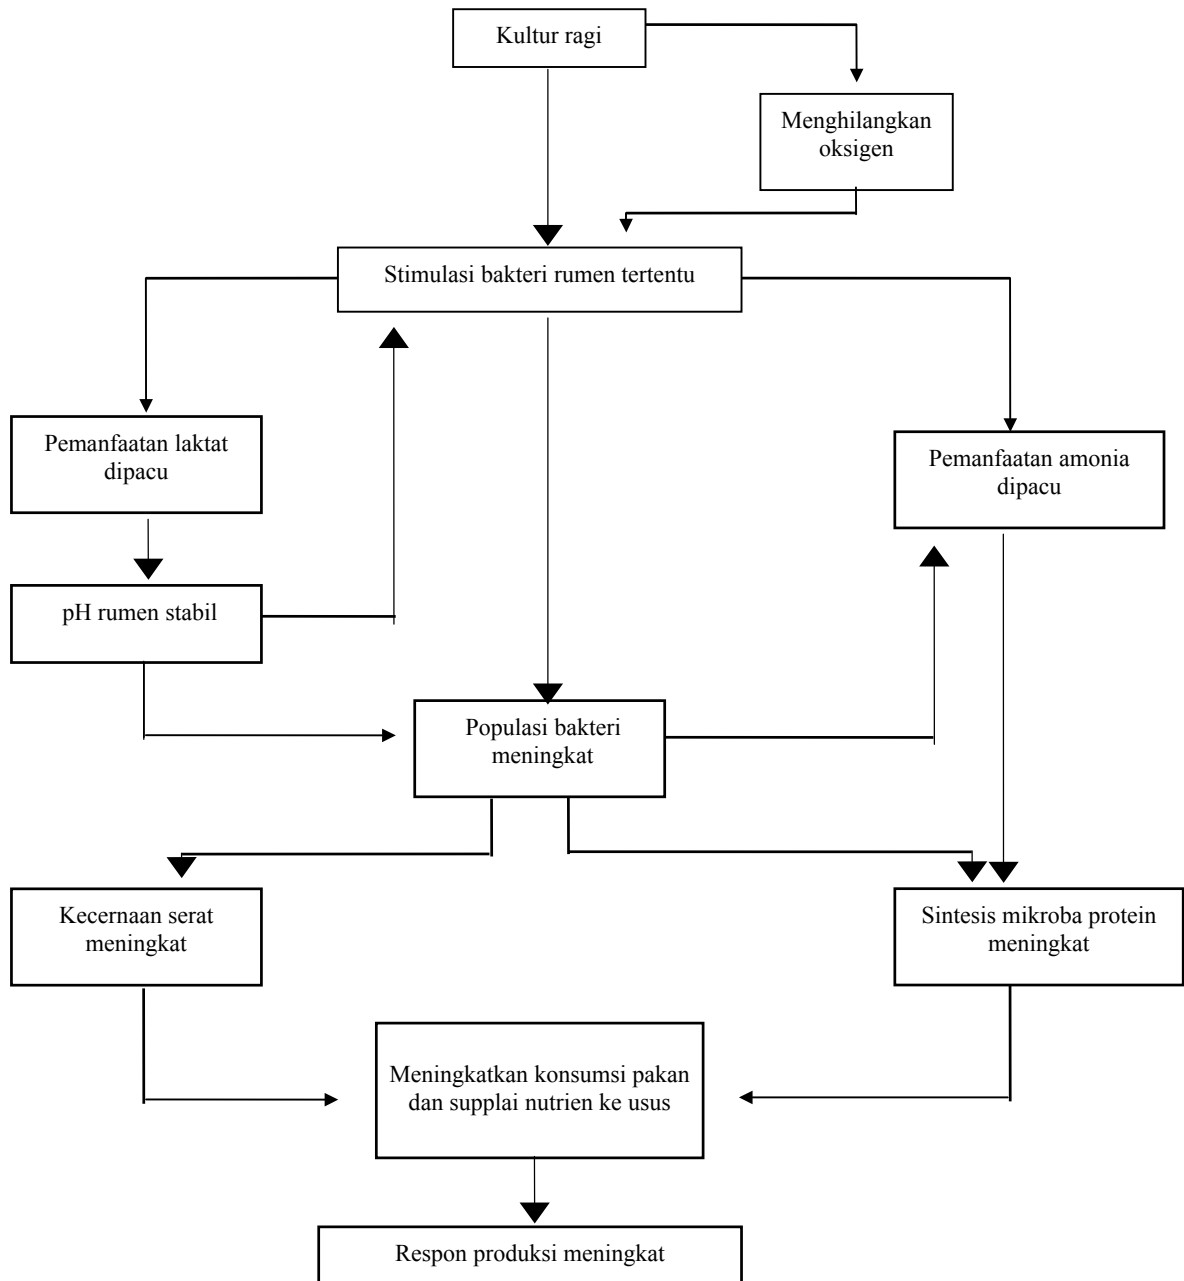 Kultur ragi
Menghilangkan
oksigen
Stimulasi bakteri rumen tertentu
Pemanfaatan laktat
dipacu
Pemanfaatan amonia
dipacu
pH rumen stabil
Populasi bakteri
meningkat
Kecernaan serat
meningkat
Sintesis mikroba protein
meningkat
Meningkatkan konsumsi pakan
dan supplai nutrien ke usus
Respon produksi meningkat